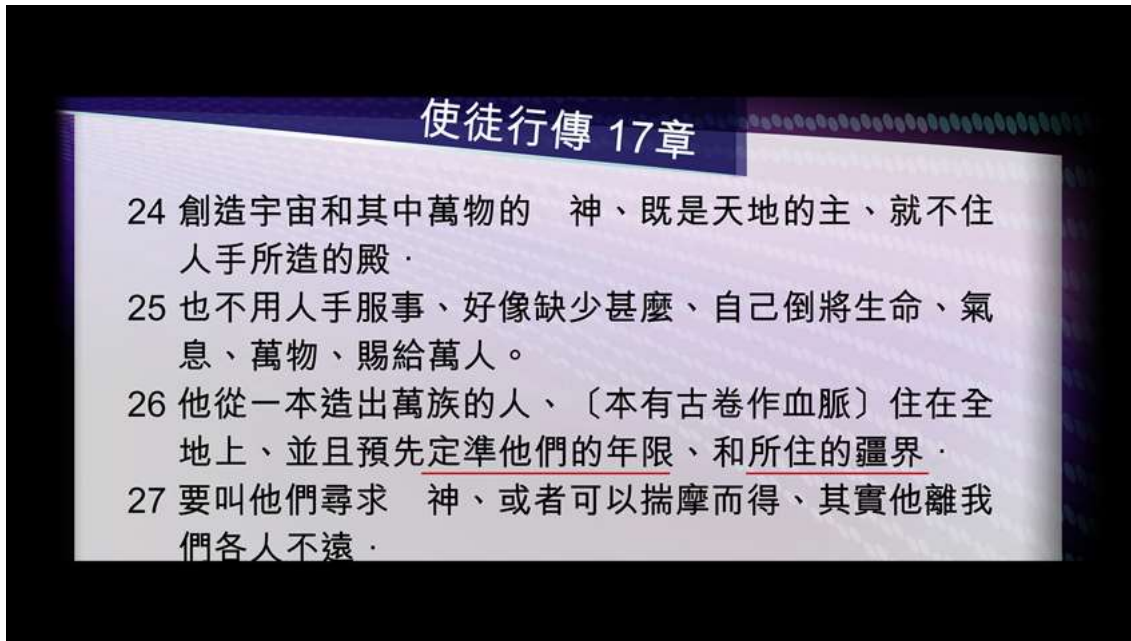 使徒行傳 17章
24 創造宇宙和其中萬物的　神、既是天地的主、就不住
人手所造的殿．
25 也不用人手服事、好像缺少甚麼、自己倒將生命、氣
息、萬物、賜給萬人。
26 他從一本造出萬族的人、〔本有古卷作血脈〕住在全
地上、並且預先定準他們的年限、和所住的疆界．
27 要叫他們尋求　神、或者可以揣摩而得、其實他離我
們各人不遠．